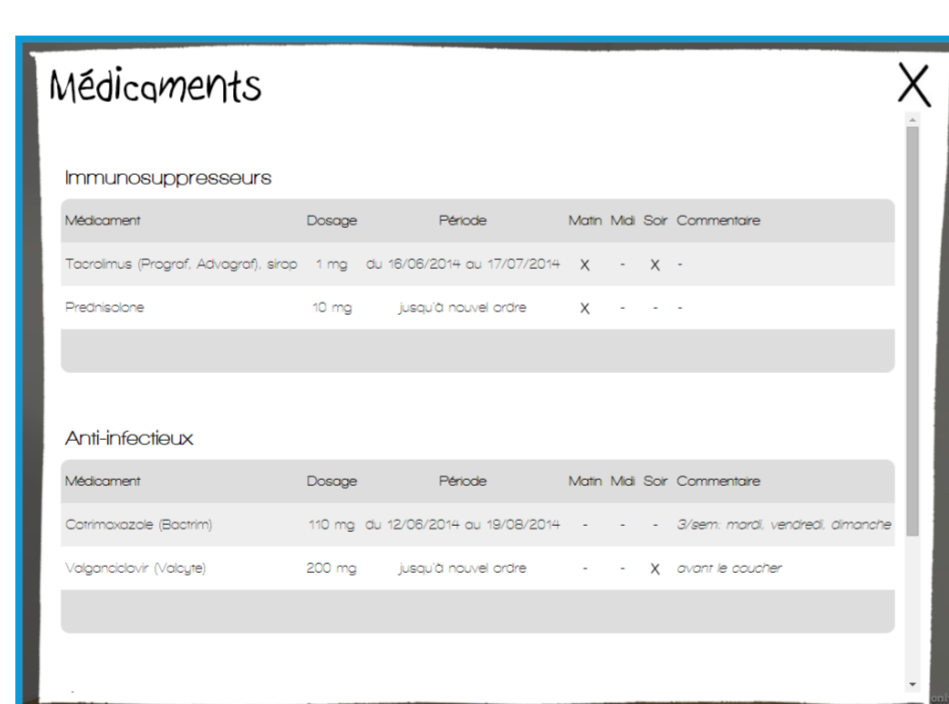 Médicaments X
Immunosuppresseurs
Médicament Dosage Période Matin Midi Soir Commentaire
Tacrolimus (Prograf, Advagraf), sirop 1 mg du 16/06/2014 au 17/07/2014 X - X -
Prednisolone 10 mg jusqu'à nouvel ordre X - - -
Anti-infectieux
Médicament Dosage Période Matin Midi Soir Commentaire
Cotrimoxazole (Bactrim) 110 mg du 12/06/2014 au 19/08/2014 - - - 3/sem: mardi, vendredi, dimanche
Valganciclovir (Valcyte) 200 mg jusqu'à nouvel ordre - - X avant le coucher